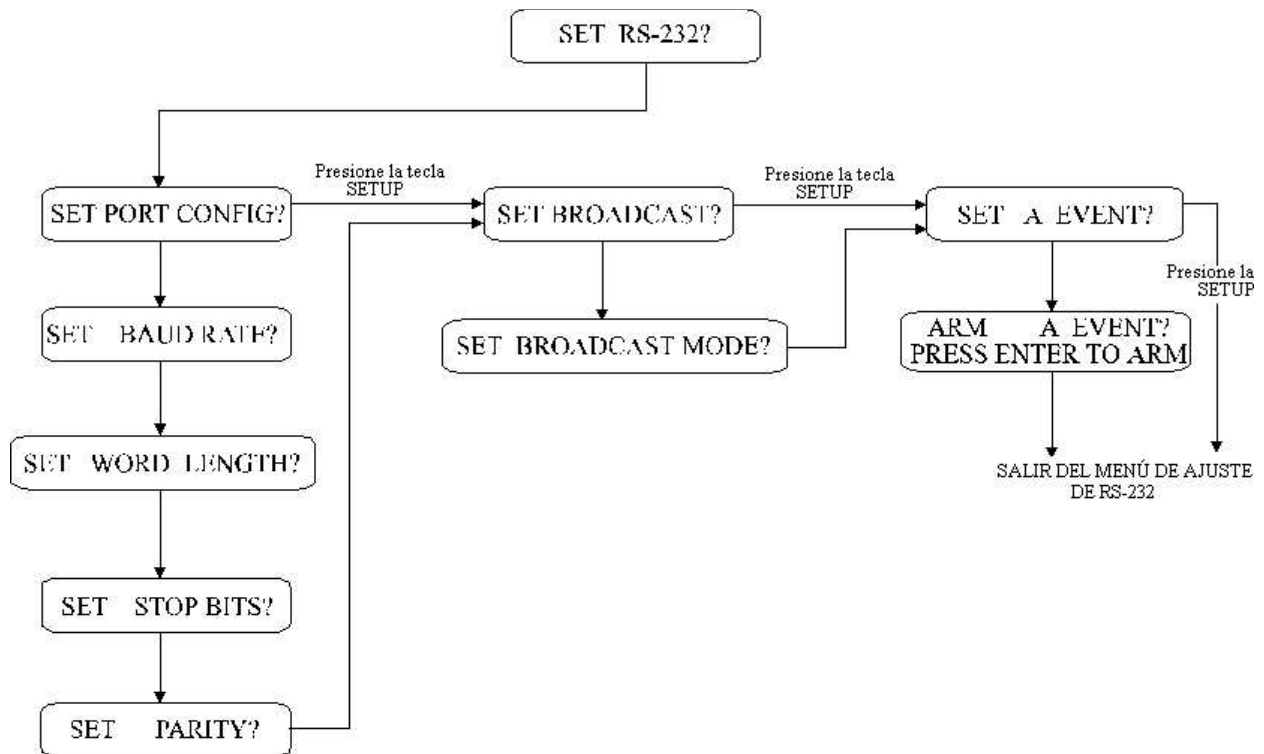 SET RS-232?
Presione la tecla
SETUP
Presione la tecla
SETUP
SET PORT CONFIG?
SET BROADCAST?
SET A EVENT?
Presione la
SETUP
SET BAUD RATE?
SET BROADCAST MODE?
ARM A EVENT?
PRESS ENTER TO ARM
SET WORD LENGTH?
SALIR DEL MENÚ DE AJUSTE
DE RS-232
SET STOP BITS?
SET PARITY?